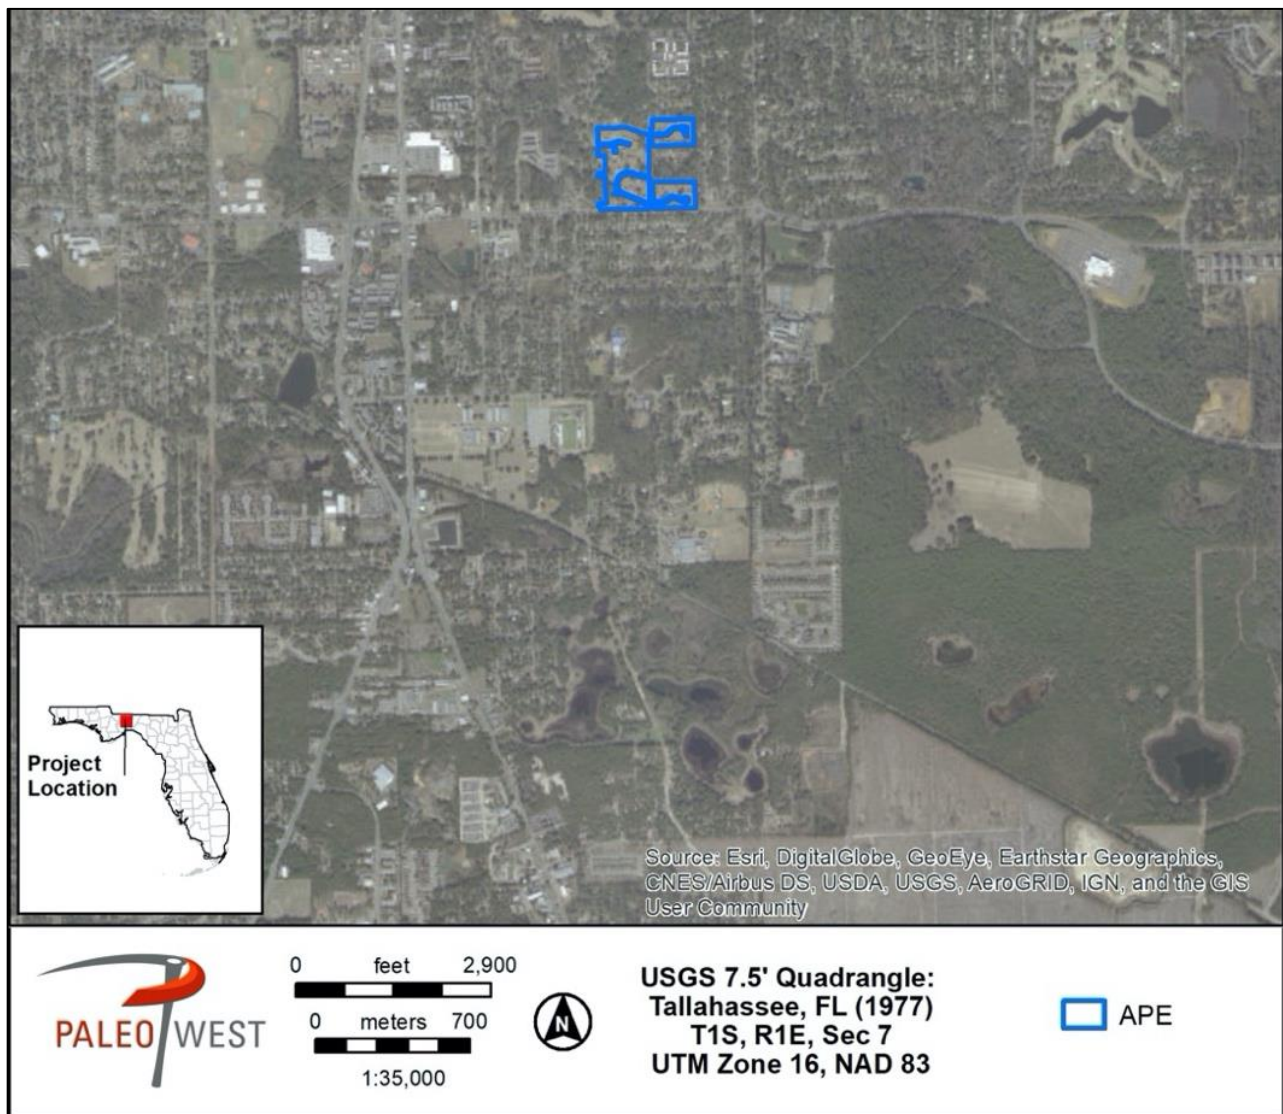 Project
Location
Source: Esri, DigitalGlobe, GeoEye, Earthstar Geographics,
CNES/Airbus DS, USDA, USGS, AeroGRID, IGN, and the GIS
User Community
PALEO WEST
0 feet 2,900
0 meters 700
1:35,000
N
USGS 7.5' Quadrangle:
Tallahassee, FL (1977)
T1S, R1E, Sec 7
UTM Zone 16, NAD 83
APE